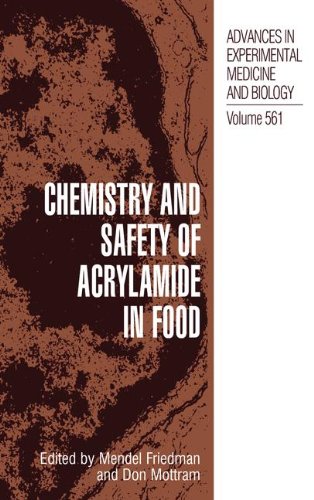 ADVANCES IN
EXPERIMENTAL
MEDICINE
AND BIOLOGY
Volume 561
CHEMISTRY AND
SAFETY OF
ACRYLAMIDE
IN FOOD
Edited by Mendel Friedman
and Don Mottram